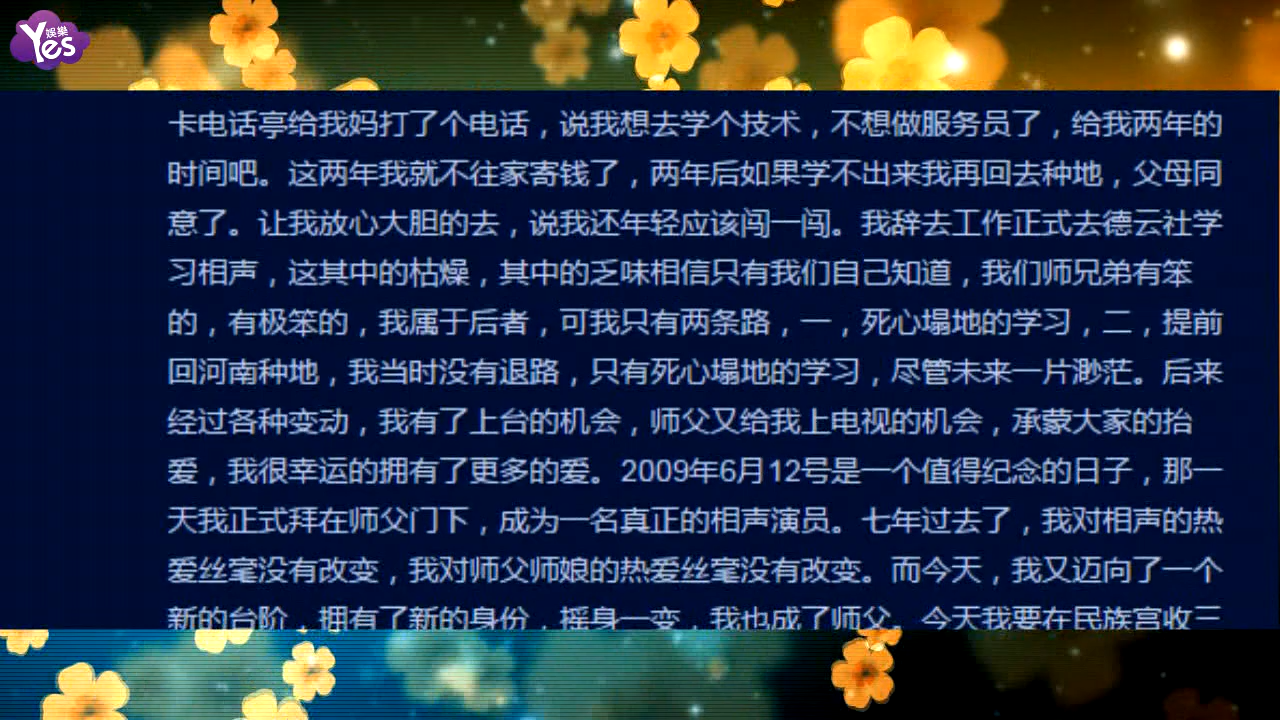 Yes娱樂
卡电话亭给我妈打了个电话，说我想去学个技术，不想做服务员了，给我两年的
时间吧。这两年我就不往家寄钱了，两年后如果学不出来我再回去种地，父母同
意了。让我放心大胆的去，说我还年轻应该闯一闯。我辞去工作正式去德云社学
习相声，这其中的枯燥，其中的乏味相信只有我们自己知道，我们师兄弟有笨
的，有极笨的，我属于后者，可我只有两条路，一，死心塌地的学习，二，提前
回河南种地，我当时没有退路，只有死心塌地的学习，尽管未来一片渺茫。后来
经过各种变动，我有了上台的机会，师父又给我上电视的机会，承蒙大家的抬
爱，我很幸运的拥有了更多的爱。2009年6月12号是一个值得纪念的日子，那一
天我正式拜在师父门下，成为一名真正的相声演员。七年过去了，我对相声的热
爱丝毫没有改变，我对师父师娘的热爱丝毫没有改变。而今天，我又迈向了一个
新的台阶，拥有了新的身份，摇身一变，我也成了师父。今天我要在民族宫收三